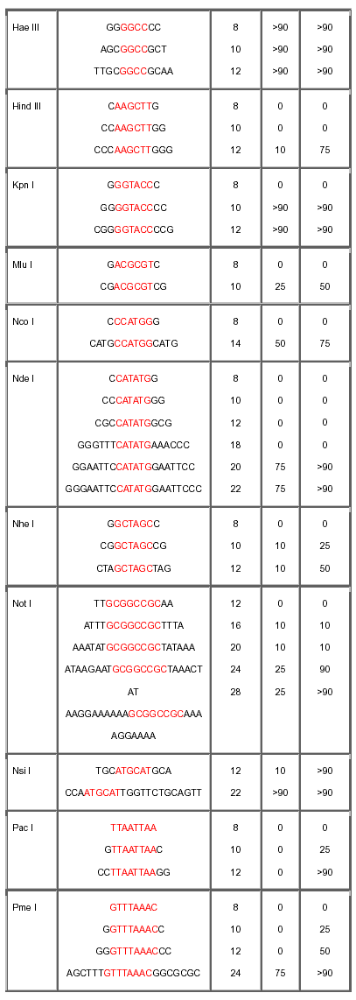 Hae III GGGGCCCC 8 >90 >90
AGCGGCCGCT 10 >90 >90
TTGCGGCCGCAA 12 >90 >90
Hind III CAAGCTTG 8 0 0
CCAAGCTTGG 10 0 0
CCCAAGCTTGGG 12 10 75
Kpn I GGGTACCC 8 0 0
GGGGTACCCC 10 >90 >90
CGGGGTACCCCG 12 >90 >90
Mlu I GACGCGTC 8 0 0
CGACGCGTCG 10 25 50
Nco I CCCATGGG 8 0 0
CATGCCATGGCATG 14 50 75
Nde I CCATATGG 8 0 0
CCCATATGGG 10 0 0
CGCCATATGGCG 12 0 0
GGGTTTCATATGAAACCC 18 0 0
GGAATTCCATATGGAATTCC 20 75 >90
GGGAATTCCATATGGAATTCCC 22 75 >90
Nhe I GGCTAGCC 8 0 0
CGGCTAGCCG 10 10 25
CTAGCTAGCTAG 12 10 50
Not I TTGCGGCCGCAA 12 0 0
ATTTGCGGCCGCTTTA 16 10 10
AAATATGCGGCCGCTATAAA 20 10 10
ATAAGAATGCGGCCGCTAAACT 24 25 90
AT 28 25 >90
AAGGAAAAAAGCGGCCGCAAA
AGGAAAA
Nsi I TGCATGCATGCA 12 10 >90
CCAATGCATTGGTTCTGCAGTT 22 >90 >90
Pac I TTAATTAA 8 0 0
GTTAATTAAC 10 0 25
CCTTAATTAAGG 12 0 >90
Pme I GTTTAAAC 8 0 0
GGTTTAAACC 10 0 25
GGGTTTAAACCC 12 0 50
AGCTTTGTTTAAACGGCGCGC 24 75 >90